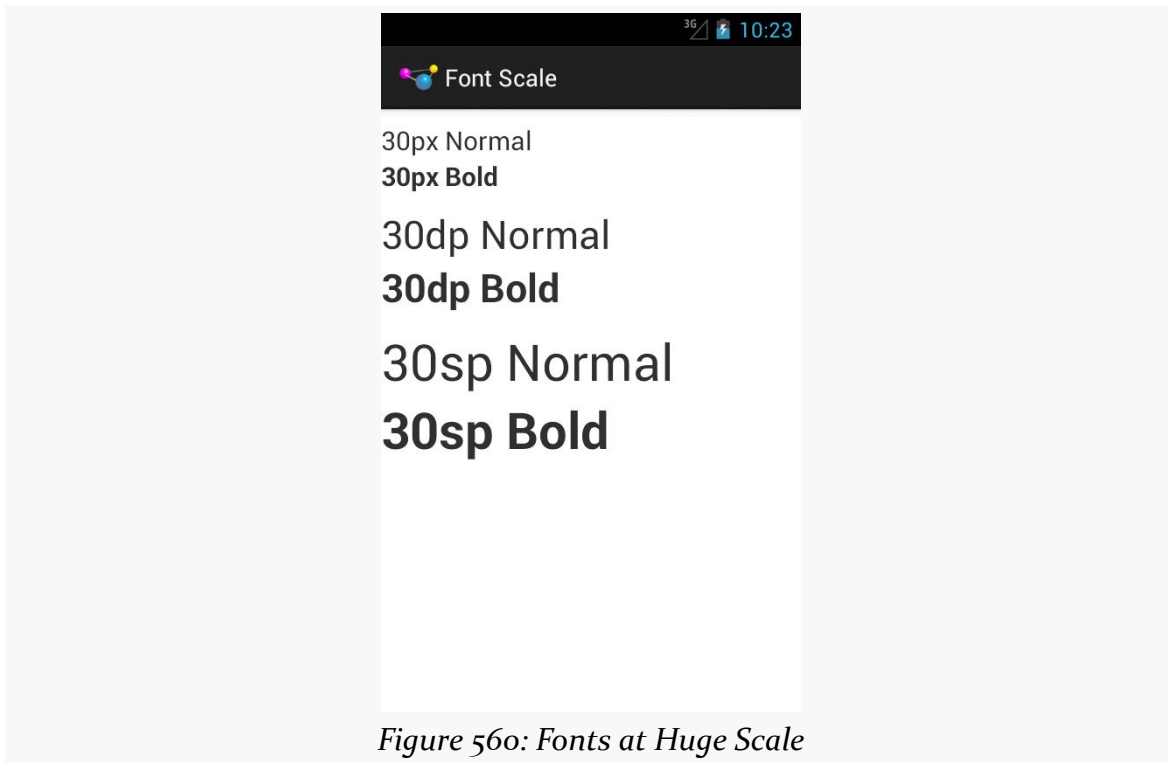 3G 10:23
Font Scale
30px Normal
30px Bold
30dp Normal
30dp Bold
30sp Normal
30sp Bold
Figure 560: Fonts at Huge Scale